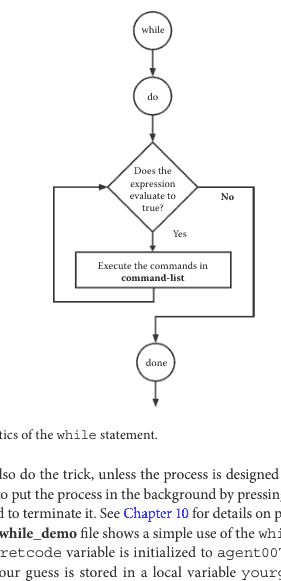 while
do
Does the
expression
evaluate to
true?
No
Yes
Execute the commands in
command-list
done
tics of the while statement.
lso do the trick, unless the process is designed
to put the process in the background by pressing
d to terminate it. See Chapter 10 for details on p
while_demo file shows a simple use of the whi
retcode variable is initialized to agent007
our guess is stored in a local variable yourg